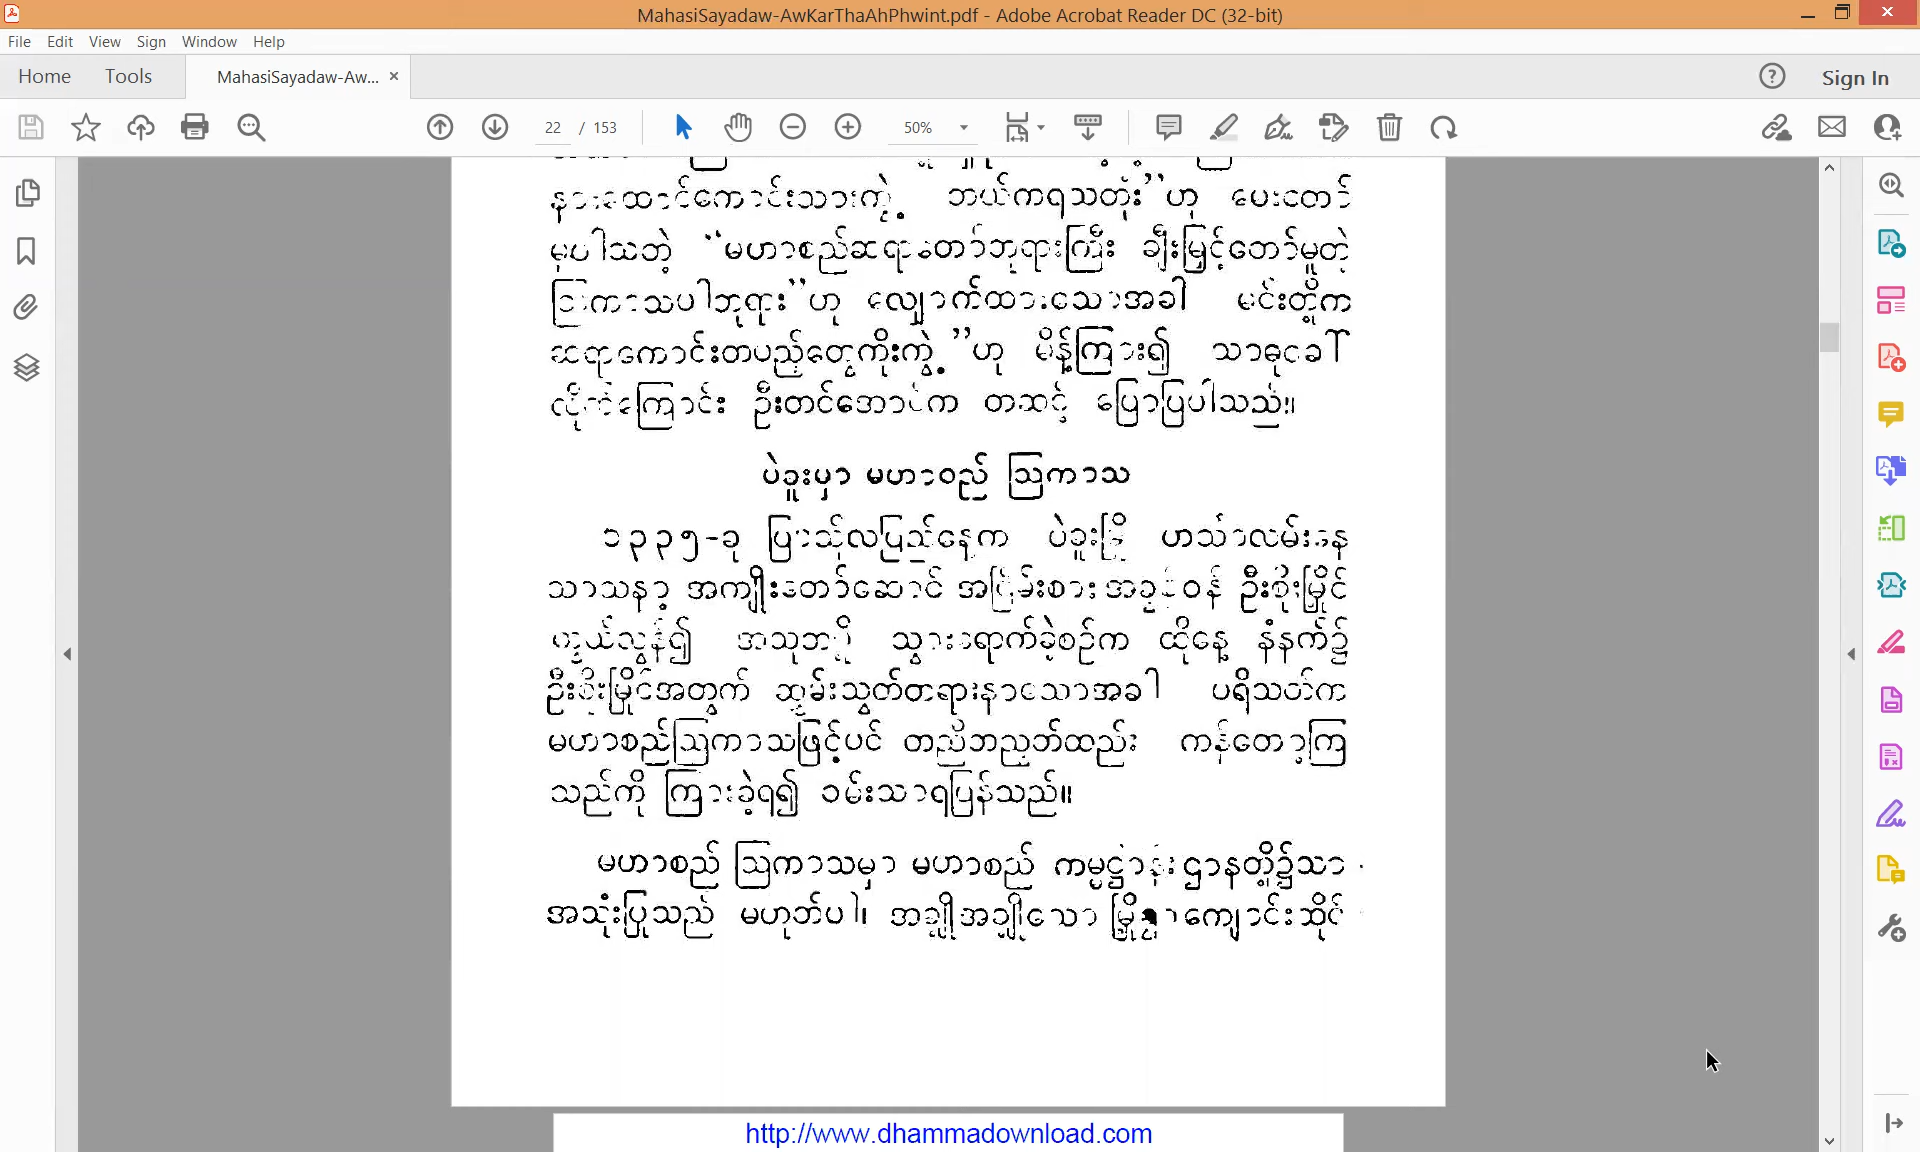 MahasiSayadaw-AwKarThaAhPhwint.pdf - Adobe Acrobat Reader DC (32-bit)
File Edit View Sign Window Help
Home Tools MahasiSayadaw-Aw... × Sign In
22 / 153 50%
နားထောင်ကောင်းသားကွဲ့ ဘယ်ကရသတုံး”ဟု မေးတော်
မူပါသတဲ့ “မဟာစည်ဆရာတော်ဘုရားကြီး ချီးမြှင့်တော်မူတဲ့
ဩကာသပါဘုရား”ဟု လျှောက်ထားသောအခါ မင်းတို့က
ဆရာကောင်းတပည့်တွေကိုးကွဲ့”ဟု မိန့်ကြား၍ သာဓုခေါ်
လိုက်ကြောင်း ဦးတင်အောင်က တဆင့် ပြောပြပါသည်။
ပဲခူးမှာ မဟာစည် ဩကာသ
၁၃၃၅-ခု ပြာသိုလပြည့်နေ့က ပဲခူးမြို့ ဟင်္သာလမ်းနေ
သာသနာ့ အကျိုးတော်ဆောင် အငြိမ်းစား အခွန်ဝန် ဦးစိုးမြိုင်
ကွယ်လွန်၍ အသုဘရှု သွားရောက်ခဲ့စဉ်က ထိုနေ့ နံနက်၌
ဦးစိုးမြိုင်အတွက် ဆွမ်းသွတ်တရားနာသောအခါ ပရိသတ်က
မဟာစည်ဩကာသဖြင့်ပင် တညီတညွတ်ထည်း ကန်တော့ကြ
သည်ကို ကြားခဲ့ရ၍ ဝမ်းသာရပြန်သည်။
မဟာစည် ဩကာသမှာ မဟာစည် ကမ္မဋ္ဌာန်းဌာနတို့၌သာ
အသုံးပြုသည် မဟုတ်ပါ၊ အချို့အချို့သော မြို့ရွာကျောင်းဆိုင်
http://www.dhammadownload.com